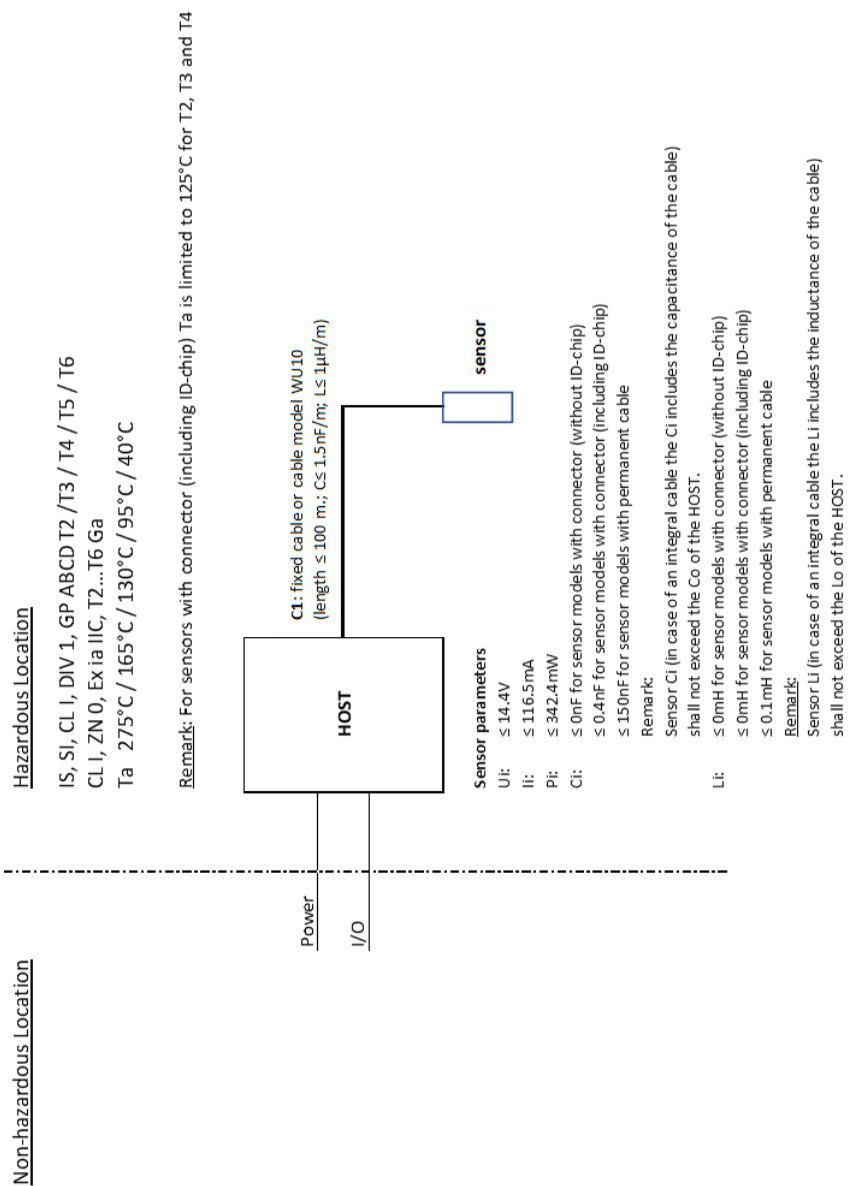 Non-hazardous Location
Hazardous Location
IS, SI, CL I, DIV 1, GP ABCD T2 /T3 / T4 / T5 / T6
CL I, ZN 0, Ex ia IIC, T2...T6 Ga
Ta 275°C / 165°C / 130°C / 95°C / 40°C
Remark: For sensors with connector (including ID-chip) Ta is limited to 125°C for T2, T3 and T4
Power
I/O
HOST
C1: fixed cable or cable model WU10
(length ≤ 100 m.; C≤ 1.5nF/m; L≤ 1µH/m)
sensor
Sensor parameters
Ui: ≤ 14.4V
Ii: ≤ 116.5mA
Pi: ≤ 342.4mW
Ci: ≤ 0nF for sensor models with connector (without ID-chip)
≤ 0.4nF for sensor models with connector (including ID-chip)
≤ 150nF for sensor models with permanent cable
Remark:
Sensor Ci (in case of an integral cable the Ci includes the capacitance of the cable)
shall not exceed the Co of the HOST.
Li: ≤ 0mH for sensor models with connector (without ID-chip)
≤ 0mH for sensor models with connector (including ID-chip)
≤ 0.1mH for sensor models with permanent cable
Remark:
Sensor Li (in case of an integral cable the Li includes the inductance of the cable)
shall not exceed the Lo of the HOST.